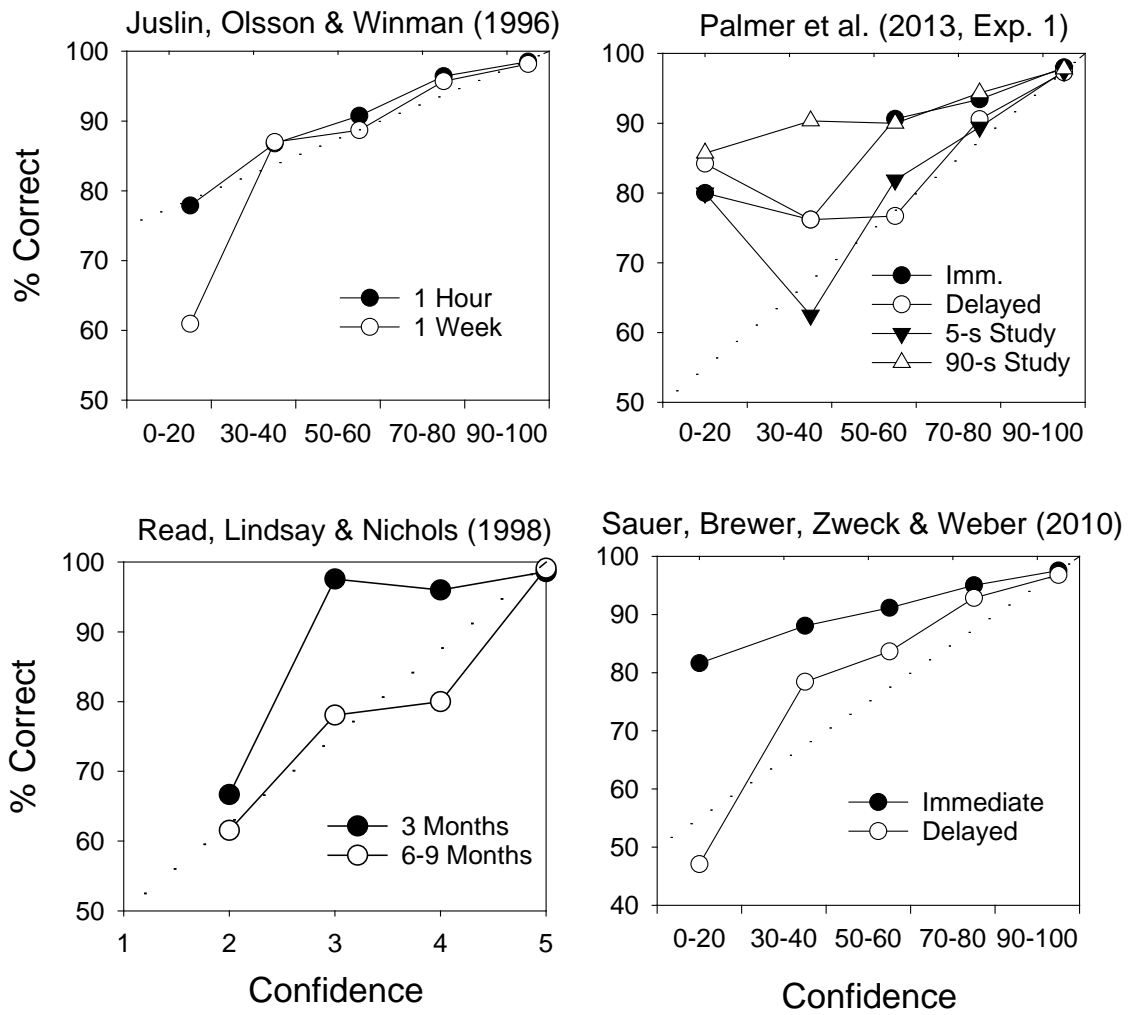 Juslin, Olsson & Winman (1996)
% Correct
100
90
80
70
60
50
0-20 30-40 50-60 70-80 90-100
1 Hour
1 Week
Palmer et al. (2013, Exp. 1)
100
90
80
70
60
50
0-20 30-40 50-60 70-80 90-100
Imm.
Delayed
5-s Study
90-s Study
Read, Lindsay & Nichols (1998)
% Correct
100
90
80
70
60
50
1 2 3 4 5
3 Months
6-9 Months
Confidence
Sauer, Brewer, Zweck & Weber (2010)
100
90
80
70
60
50
40
0-20 30-40 50-60 70-80 90-100
Immediate
Delayed
Confidence